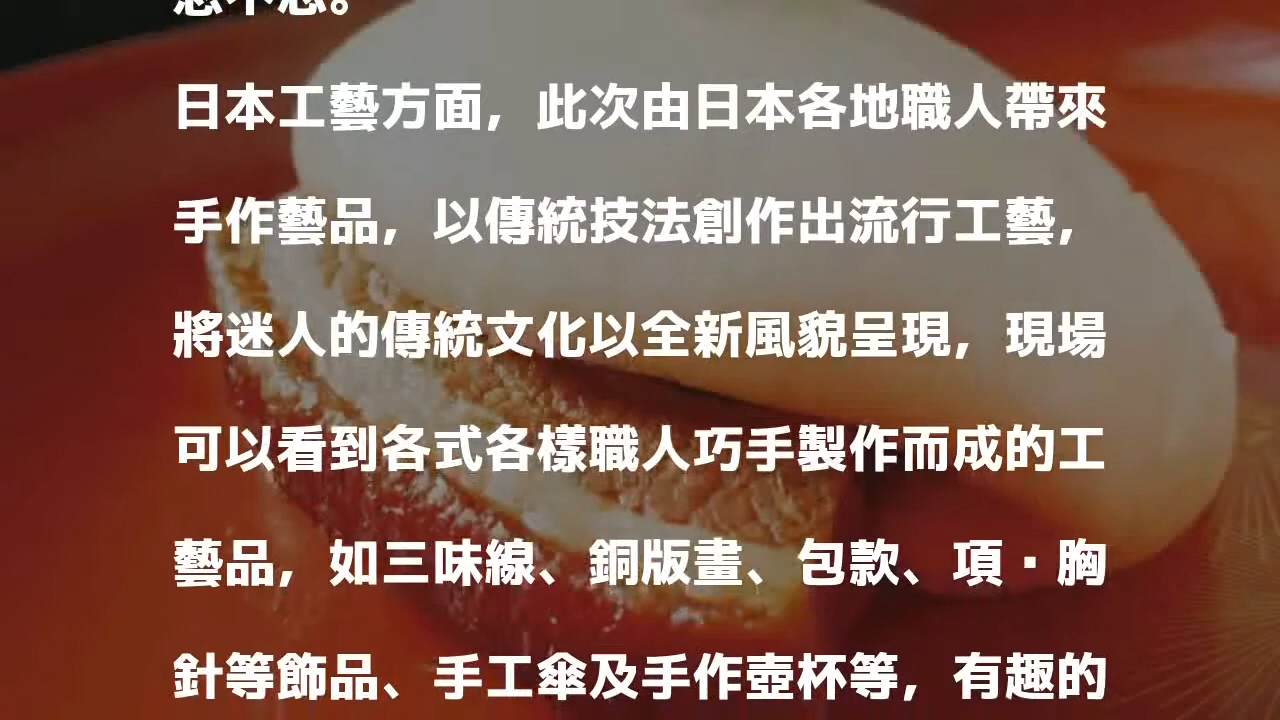 日本工藝方面，此次由日本各地職人帶來
手作藝品，以傳統技法創作出流行工藝，
將迷人的傳統文化以全新風貌呈現，現場
可以看到各式各樣職人巧手製作而成的工
藝品，如三味線、銅版畫、包款、項·胸
針等飾品、手工傘及手作壺杯等，有趣的